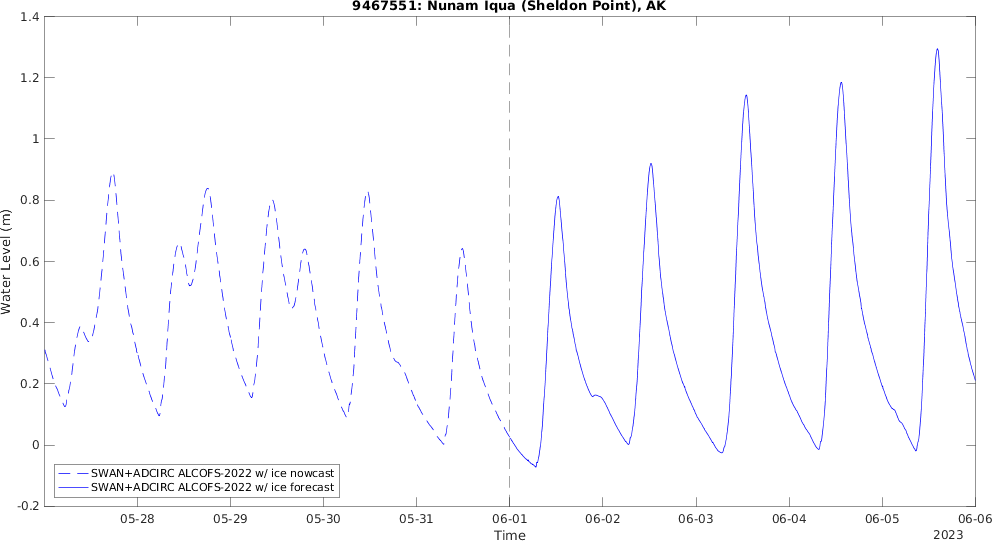 9467551: Nunam Iqua (Sheldon Point), AK
1.4
1.2
1
0.8
0.6
0.4
0.2
0
-0.2
Water Level (m)
SWAN+ADCIRC ALCOFS-2022 w/ ice nowcast
SWAN+ADCIRC ALCOFS-2022 w/ ice forecast
05-28 05-29 05-30 05-31 06-01 06-02 06-03 06-04 06-05 06-06
Time
2023